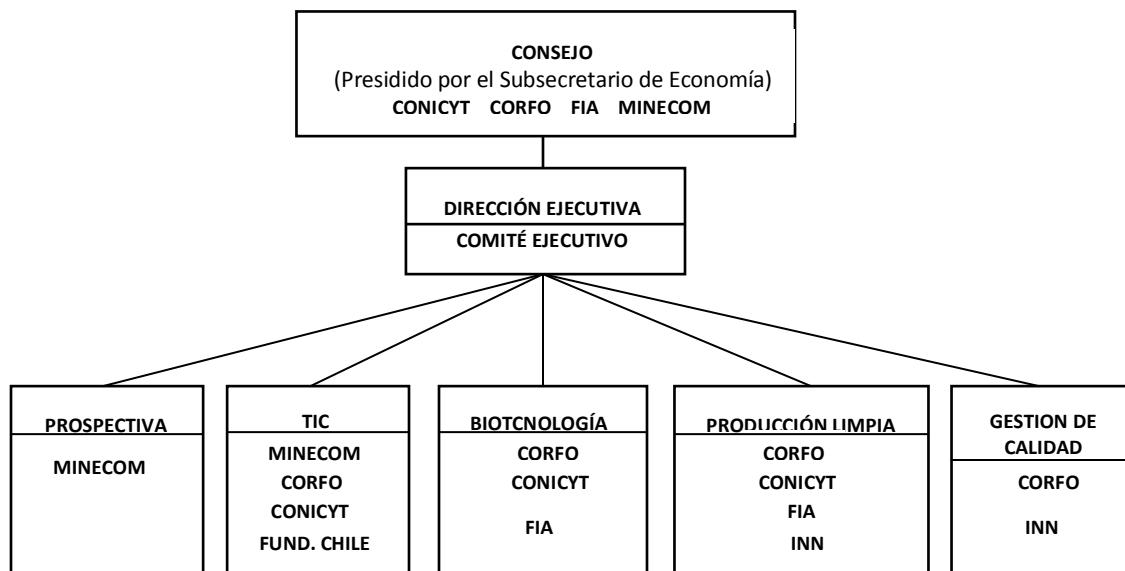 CONSEJO
(Presidido por el Subsecretario de Economía)
CONICYT CORFO FIA MINECOM
DIRECCIÓN EJECUTIVA
COMITÉ EJECUTIVO
PROSPECTIVA
MINECOM
TIC
MINECOM
CORFO
CONICYT
FUND. CHILE
BIOTCNOLOGÍA
CORFO
CONICYT
FIA
PRODUCCIÓN LIMPIA
CORFO
CONICYT
FIA
INN
GESTION DE
CALIDAD
CORFO
INN